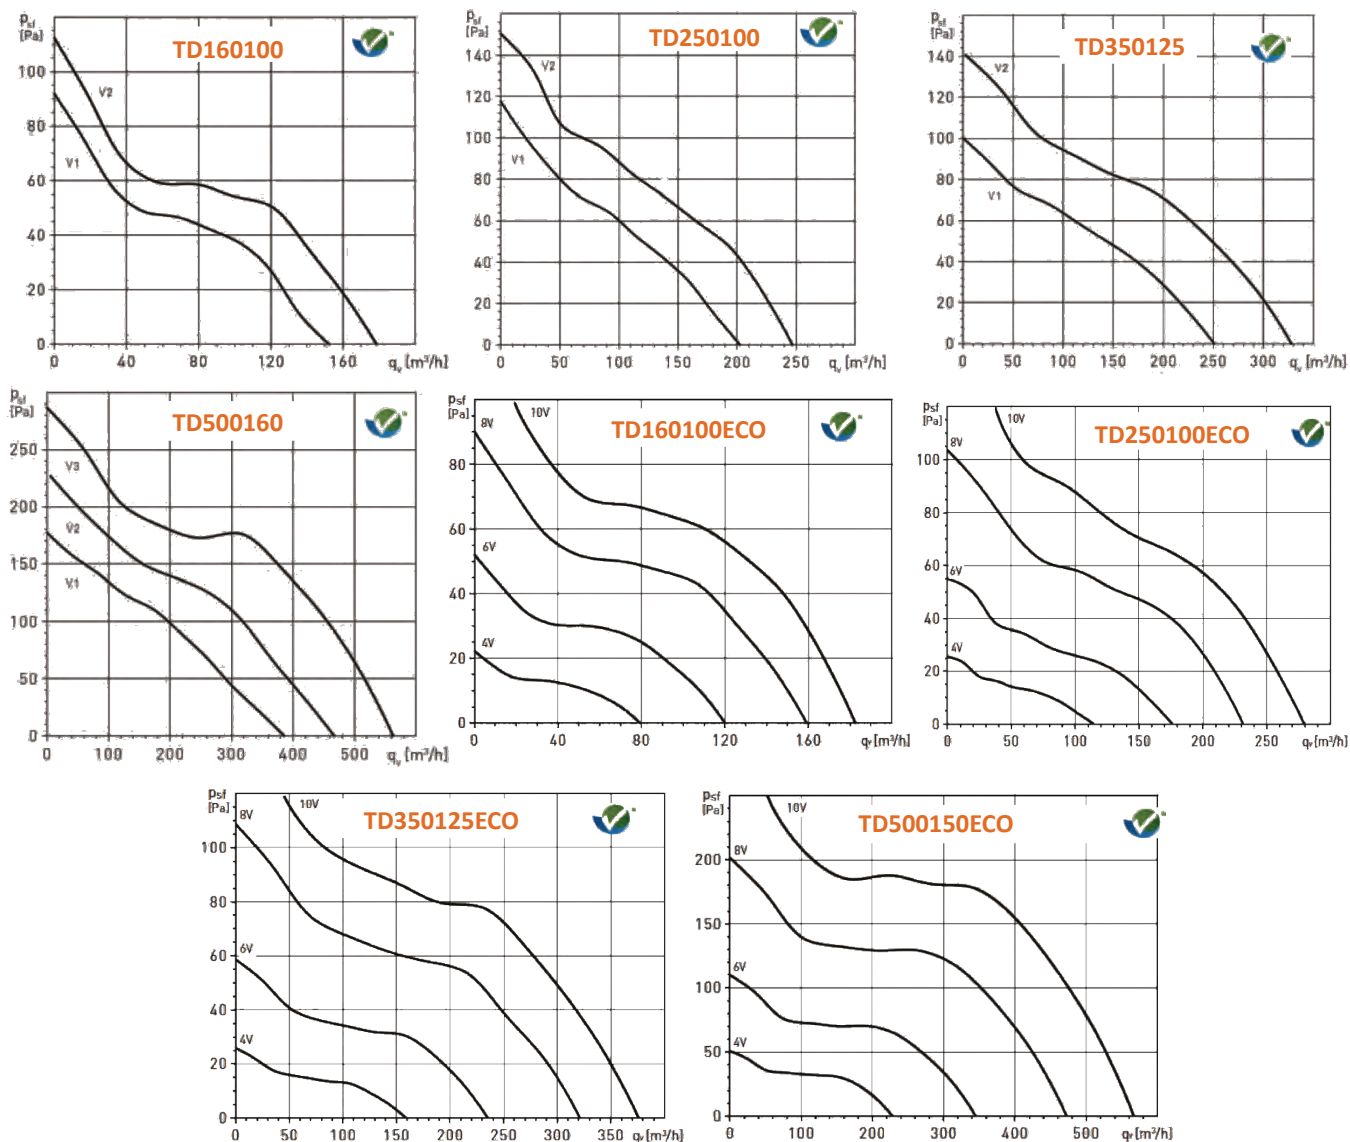 psf
[Pa]
TD160100
V2
V1
100
80
60
40
20
0
0 40 80 120 160 qv [m³/h]
psf
[Pa]
TD250100
V2
V1
140
120
100
80
60
40
20
0
0 50 100 150 200 250 qv [m³/h]
psf
[Pa]
TD350125
V2
V1
140
120
100
80
60
40
20
0
0 50 100 150 200 250 300 qv [m³/h]
psf
[Pa]
TD500160
V3
V2
V1
250
200
150
100
50
0
0 100 200 300 400 500 qv [m³/h]
psf
[Pa]
TD160100ECO
10V
8V
6V
4V
80
60
40
20
0
0 40 80 120 160 qv [m³/h]
psf
[Pa]
TD250100ECO
10V
8V
6V
4V
100
80
60
40
20
0
0 50 100 150 200 250 qv [m³/h]
psf
[Pa]
TD350125ECO
10V
8V
6V
4V
100
80
60
40
20
0
0 50 100 150 200 250 300 350 qv [m³/h]
psf
[Pa]
TD500150ECO
10V
8V
6V
4V
200
150
100
50
0
0 100 200 300 400 500 qv [m³/h]